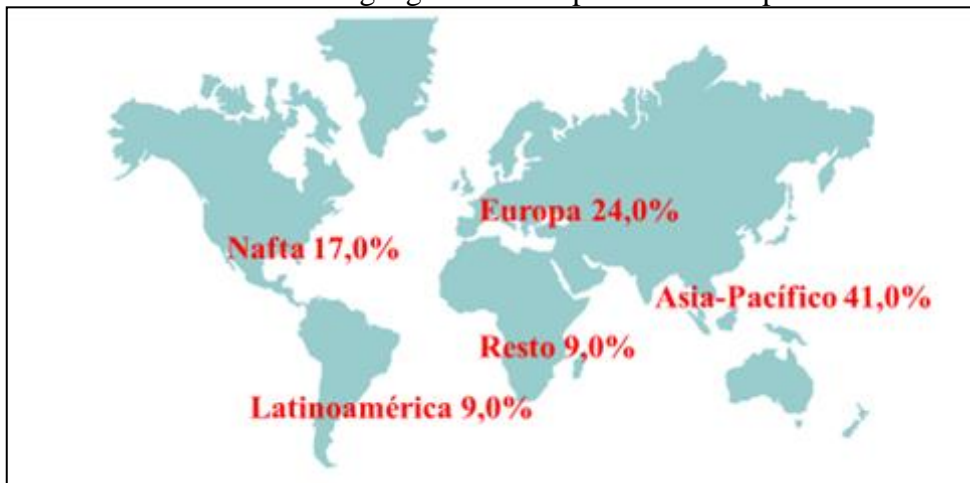 Europa 24,0%
Nafta 17,0%
Asia-Pacífico 41,0%
Resto 9,0%
Latinoamérica 9,0%